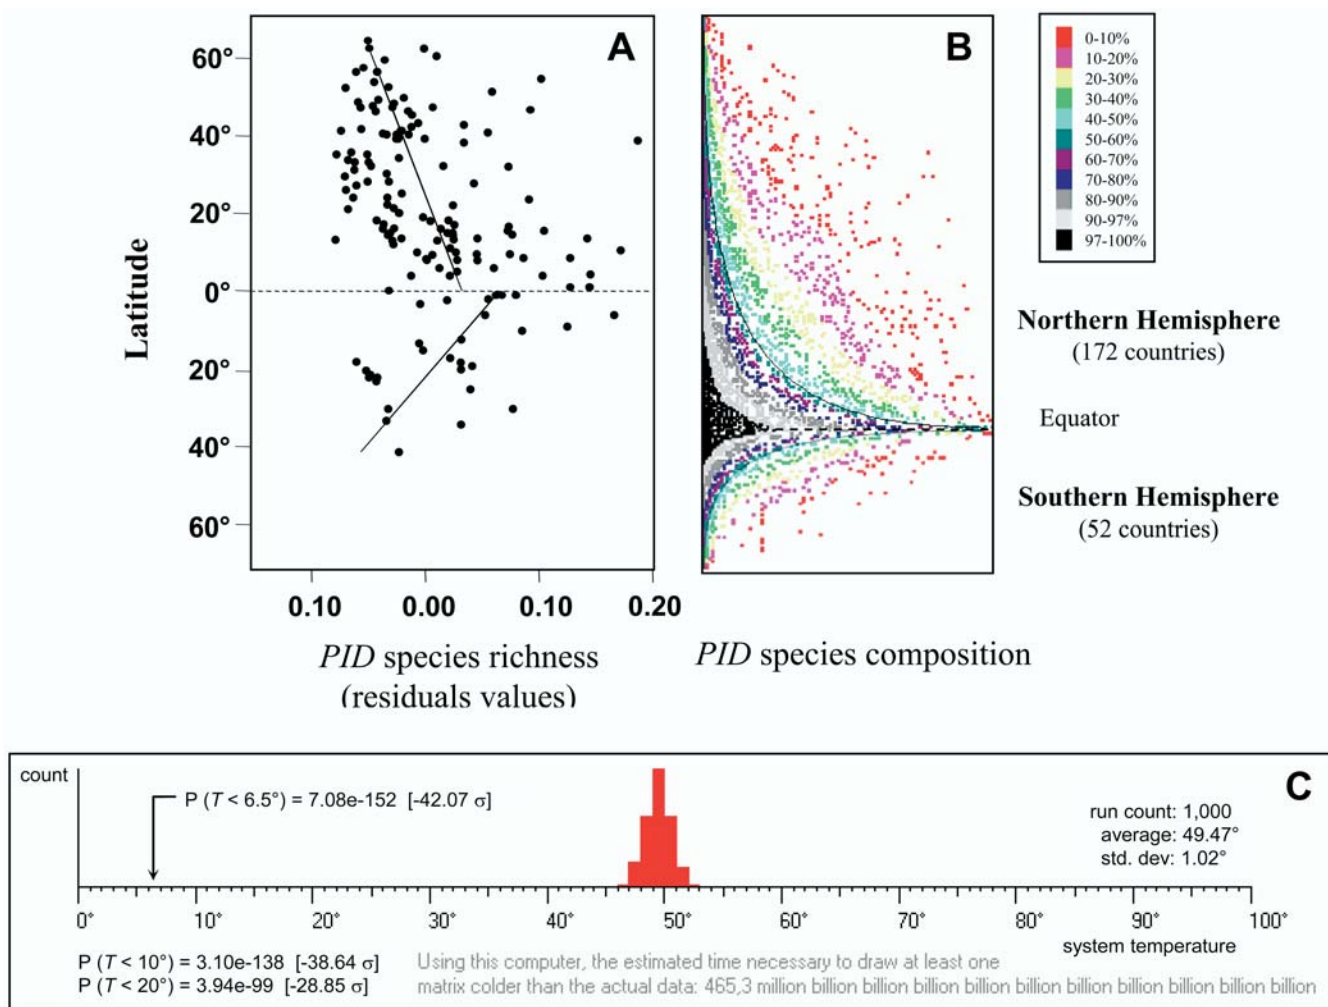 A
60°
40°
20°
0°
20°
40°
60°
Latitude
0.10 0.00 0.10 0.20
PID species richness
(residuals values)
B
PID species composition
0-10%
10-20%
20-30%
30-40%
40-50%
50-60%
60-70%
70-80%
80-90%
90-97%
97-100%
Northern Hemisphere
(172 countries)
Equator
Southern Hemisphere
(52 countries)
count
C
P (T < 6.5°) = 7.08e-152 [-42.07 σ]
run count: 1,000
average: 49.47°
std. dev: 1.02°
0° 10° 20° 30° 40° 50° 60° 70° 80° 90° 100°
system temperature
P (T < 10°) = 3.10e-138 [-38.64 σ]
P (T < 20°) = 3.94e-99 [-28.85 σ]
Using this computer, the estimated time necessary to draw at least one
matrix colder than the actual data: 465,3 million billion billion billion billion billion billion billion billion billion billion